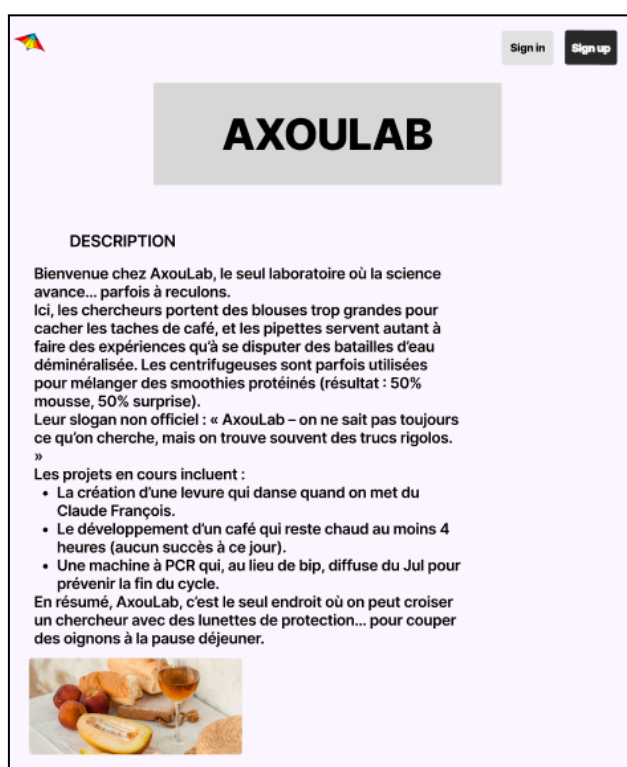 Sign in
Sign up
AXOULAB
DESCRIPTION
Bienvenue chez AxouLab, le seul laboratoire où la science
avance... parfois à reculons.
Ici, les chercheurs portent des blouses trop grandes pour
cacher les taches de café, et les pipettes servent autant à
faire des expériences qu'à se disputer des batailles d'eau
déminéralisée. Les centrifugeuses sont parfois utilisées
pour mélanger des smoothies protéinés (résultat : 50%
mousse, 50% surprise).
Leur slogan non officiel : « AxouLab – on ne sait pas toujours
ce qu'on cherche, mais on trouve souvent des trucs rigolos.
»
Les projets en cours incluent :
• La création d'une levure qui danse quand on met du
Claude François.
• Le développement d'un café qui reste chaud au moins 4
heures (aucun succès à ce jour).
• Une machine à PCR qui, au lieu de bip, diffuse du Jul pour
prévenir la fin du cycle.
En résumé, AxouLab, c'est le seul endroit où on peut croiser
un chercheur avec des lunettes de protection... pour couper
des oignons à la pause déjeuner.